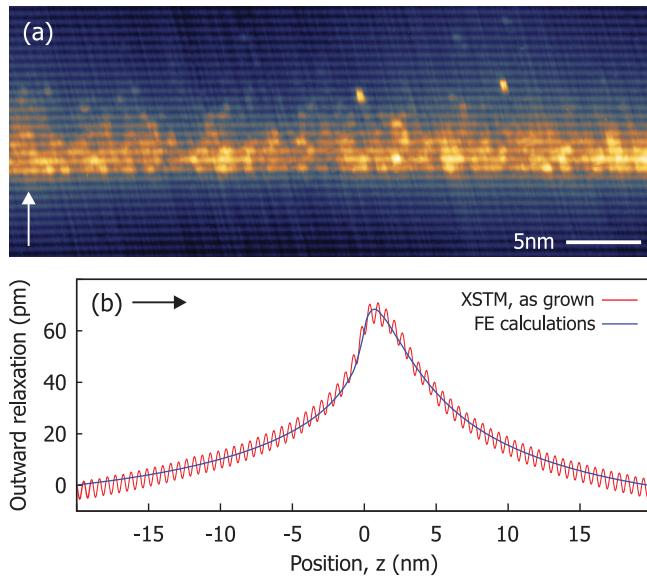 (a)
5nm
(b)
XSTM, as grown
FE calculations
Outward relaxation (pm)
60
40
20
0
-15 -10 -5 0 5 10 15
Position, z (nm)